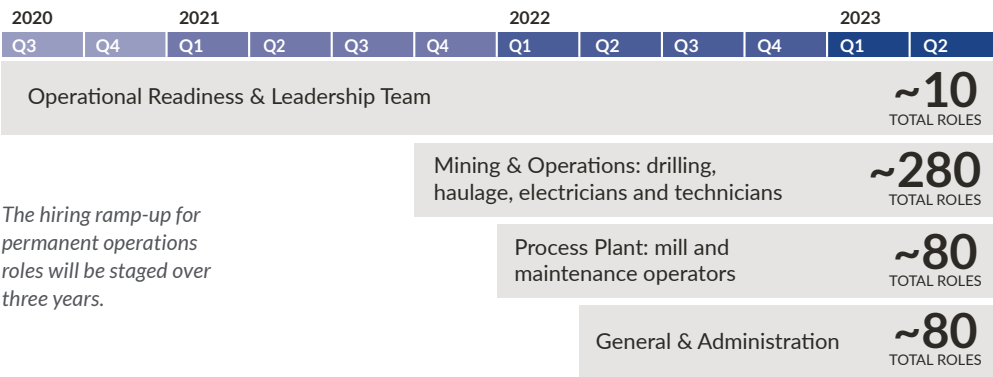 2020 2021 2022 2023
Q3 Q4 Q1 Q2 Q3 Q4 Q1 Q2 Q3 Q4 Q1 Q2
Operational Readiness & Leadership Team
~10
TOTAL ROLES
Mining & Operations: drilling,
haulage, electricians and technicians
~280
TOTAL ROLES
The hiring ramp-up for
permanent operations
roles will be staged over
three years.
Process Plant: mill and
maintenance operators
~80
TOTAL ROLES
General & Administration
~80
TOTAL ROLES